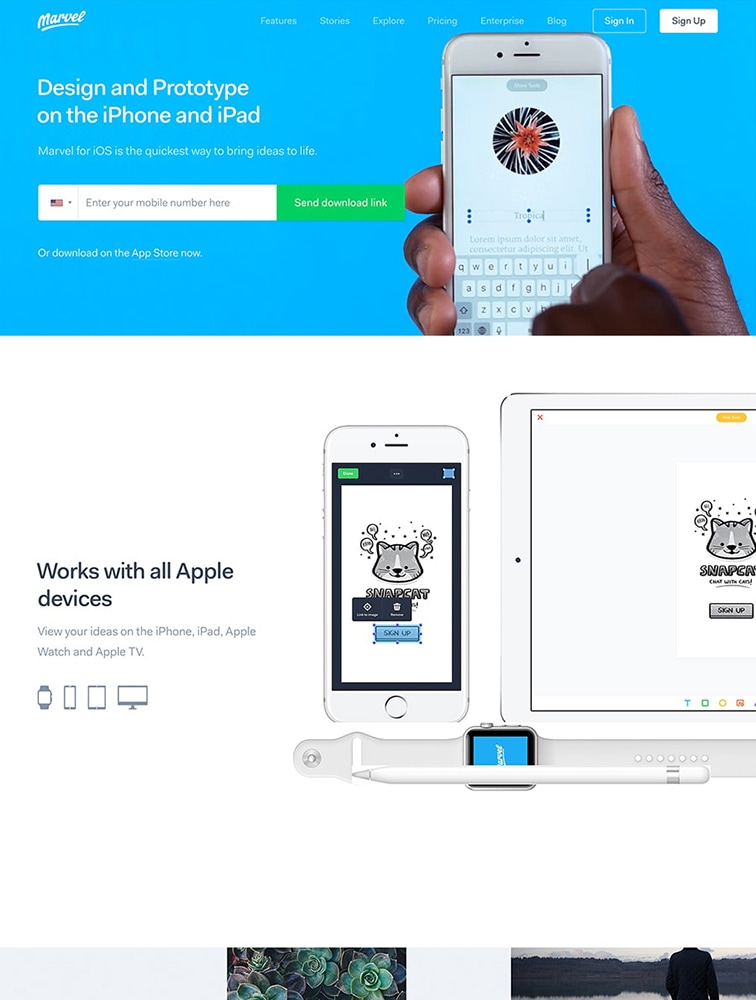 Marvel
Features Stories Explore Pricing Enterprise Blog Sign In Sign Up
Design and Prototype
on the iPhone and iPad
Marvel for iOS is the quickest way to bring ideas to life.
Enter your mobile number here Send download link
Or download on the App Store now.
Show Tools
Tropica
Lorem ipsum dolor sit amet,
consectetur adipiscing elit. Ut
q w e r t y u i
a s d f g h j
z x c v b n
123
Works with all Apple
devices
View your ideas on the iPhone, iPad, Apple
Watch and Apple TV.
Done
SNAPCAT
Link to image Remove
SIGN UP
SNAPCA
CHAT WITH CATS!
SIGN UP
Marvel